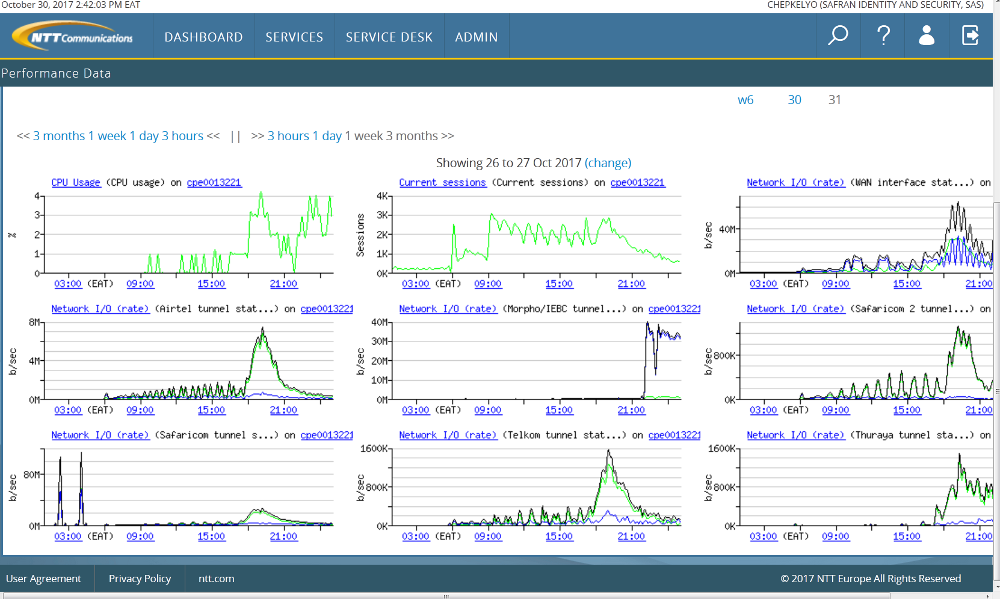 October 30, 2017 2:42:03 PM EAT
CHEPKELYO (SAFRAN IDENTITY AND SECURITY, SAS)
NTT Communications
DASHBOARD
SERVICES
SERVICE DESK
ADMIN
?
Performance Data
w6 30 31
<< 3 months 1 week 1 day 3 hours << || >> 3 hours 1 day 1 week 3 months >>
Showing 26 to 27 Oct 2017 (change)
CPU Usage (CPU usage) on cpe0013221
4
3
%
2
1
0
03:00 (EAT) 09:00 15:00 21:00
Current sessions (Current sessions) on cpe0013221
4K
3K
Sessions
2K
1K
0K
03:00 (EAT) 09:00 15:00 21:00
Network I/O (rate) (WAN interface stat...) on
b/sec
40M
0M
03:00 (EAT) 09:00 15:00 21:00
Network I/O (rate) (Airtel tunnel stat...) on cpe0013221
8M
b/sec
4M
0M
03:00 (EAT) 09:00 15:00 21:00
Network I/O (rate) (Morpho/IEBC tunnel...) on cpe0013221
40M
30M
b/sec
20M
10M
0M
03:00 (EAT) 09:00 15:00 21:00
Network I/O (rate) (Safaricom 2 tunnel...) on
b/sec
800K
0K
03:00 (EAT) 09:00 15:00 21:00
Network I/O (rate) (Safaricom tunnel s...) on cpe0013221
b/sec
80M
0M
03:00 (EAT) 09:00 15:00 21:00
Network I/O (rate) (Telkom tunnel stat...) on cpe0013221
1600K
b/sec
800K
0K
03:00 (EAT) 09:00 15:00 21:00
Network I/O (rate) (Thuraya tunnel sta...) on
1600K
b/sec
800K
0K
03:00 (EAT) 09:00 15:00 21:00
User Agreement
Privacy Policy
ntt.com
© 2017 NTT Europe All Rights Reserved